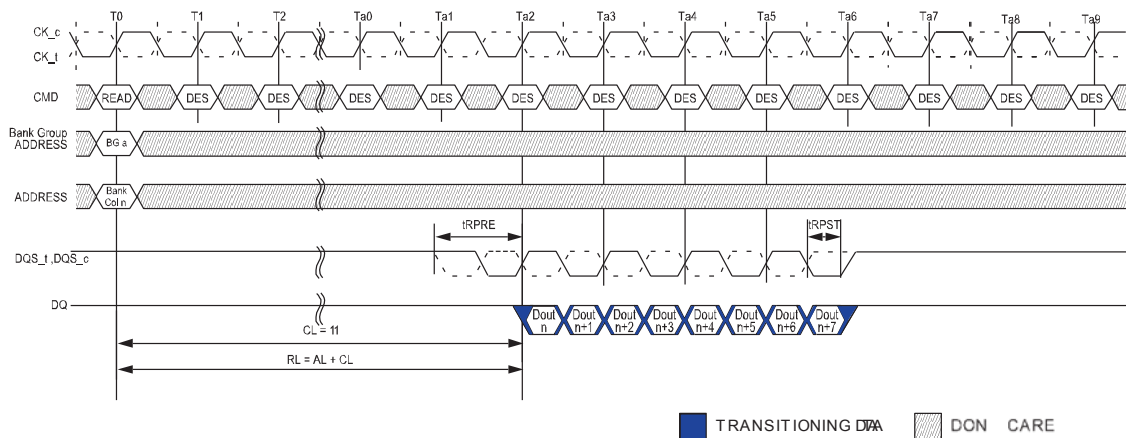 T0 T1 T2 Ta0 Ta1 Ta2 Ta3 Ta4 Ta5 Ta6 Ta7 Ta8 Ta9
CK_c
CK_t
CMD READ DES DES DES DES DES DES DES DES DES DES DES DES
Bank Group
ADDRESS
BG a
ADDRESS
Bank
Col n
tRPRE
tRPST
DQS_t ,DQS_c
DQ
Dout Dout Dout Dout Dout Dout Dout Dout
n n+1 n+2 n+3 n+4 n+5 n+6 n+7
CL = 11
RL = AL + CL
TRANSITIONING DATA
DON CARE